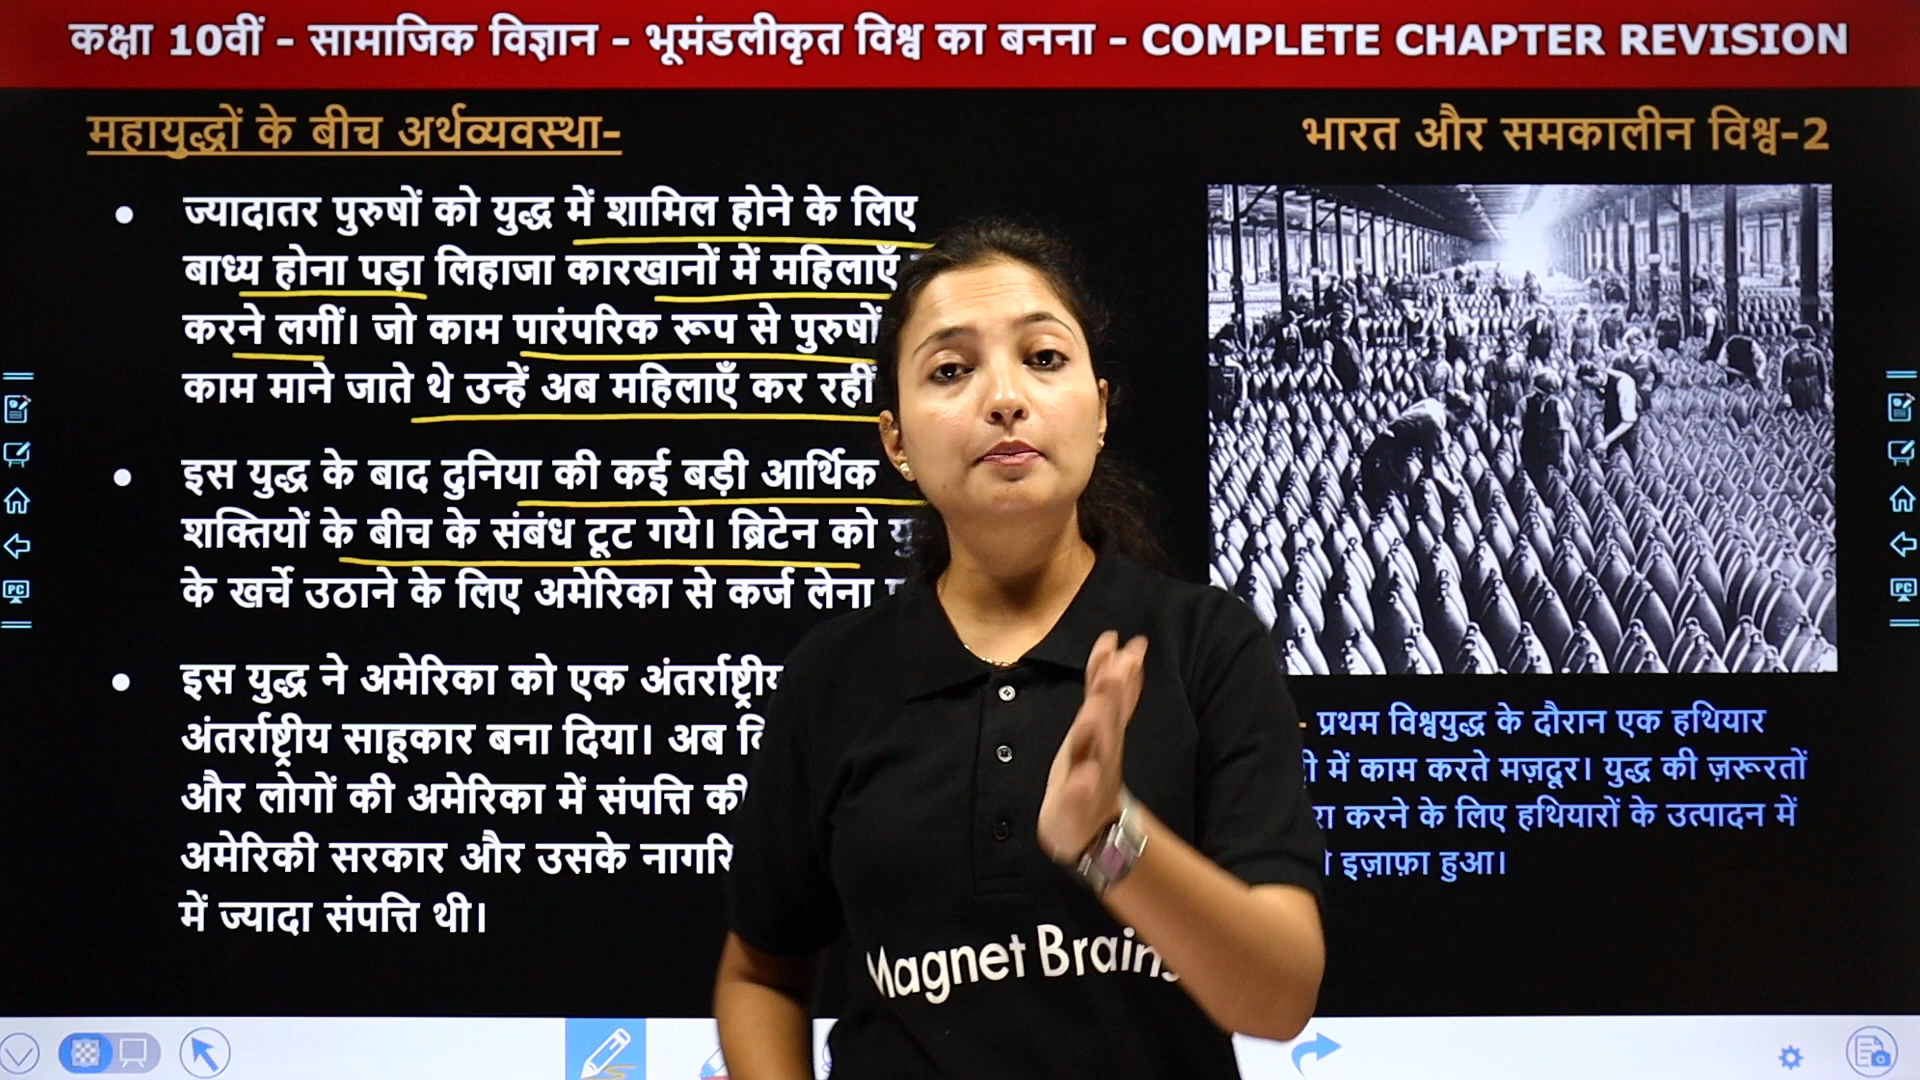 कक्षा 10वीं - सामाजिक विज्ञान - भूमंडलीकृत विश्व का बनना - COMPLETE CHAPTER REVISION
महायुद्धों के बीच अर्थव्यवस्था-
भारत और समकालीन विश्व-2
• ज्यादातर पुरुषों को युद्ध में शामिल होने के लिए
बाध्य होना पड़ा लिहाजा कारखानों में महिलाएँ
करने लगीं। जो काम पारंपरिक रूप से पुरुषों
काम माने जाते थे उन्हें अब महिलाएँ कर रहीं
• इस युद्ध के बाद दुनिया की कई बड़ी आर्थिक
शक्तियों के बीच के संबंध टूट गये। ब्रिटेन को
के खर्चे उठाने के लिए अमेरिका से कर्ज लेना
• इस युद्ध ने अमेरिका को एक अंतर्राष्ट्रीय
अंतर्राष्ट्रीय साहूकार बना दिया। अब
और लोगों की अमेरिका में संपत्ति की
अमेरिकी सरकार और उसके
में ज्यादा संपत्ति थी।
- प्रथम विश्वयुद्ध के दौरान एक हथियार
में काम करते मज़दूर। युद्ध की ज़रूरतों
करने के लिए हथियारों के उत्पादन में
इज़ाफ़ा हुआ।
Magnet Brains
PC
PC